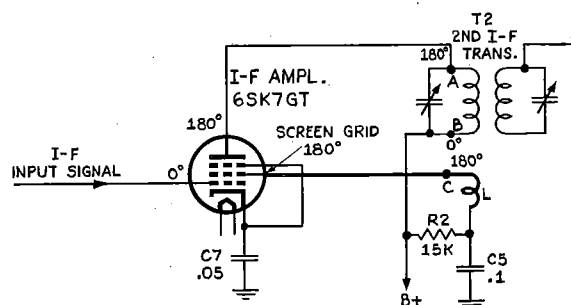 T2
2ND I-F
TRANS.
180°
A
I-F AMPL.
6SK7GT
B
0°
180°
SCREEN GRID
180°
I-F
INPUT SIGNAL
0°
180°
C
L
R2
15K
C7
.05
C5
.1
B+